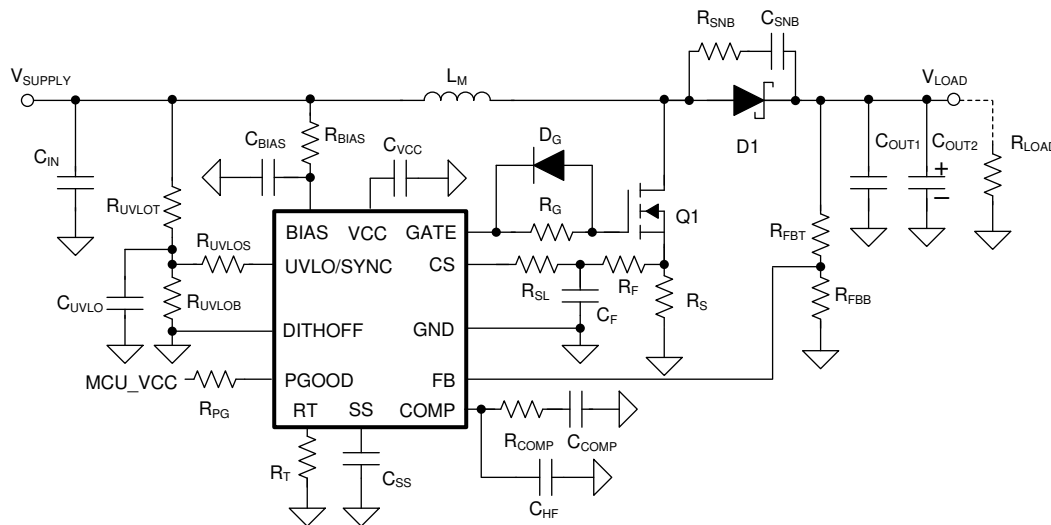 RSNB
CSNB
VSUPPLY
LM
VLOAD
D1
CIN
RBIAS
CBIAS
CVCC
DG
COUT1
COUT2
+
−
RLOAD
RUVLOT
RG
Q1
BIAS
VCC
GATE
RFBT
RUVLOS
UVLO/SYNC
CS
RSL
RF
CUVLO
RUVLOB
CF
RS
RFBB
DITHOFF
GND
MCU_VCC
RPG
PGOOD
FB
RT
SS
COMP
RCOMP
CCOMP
RT
CSS
CHF